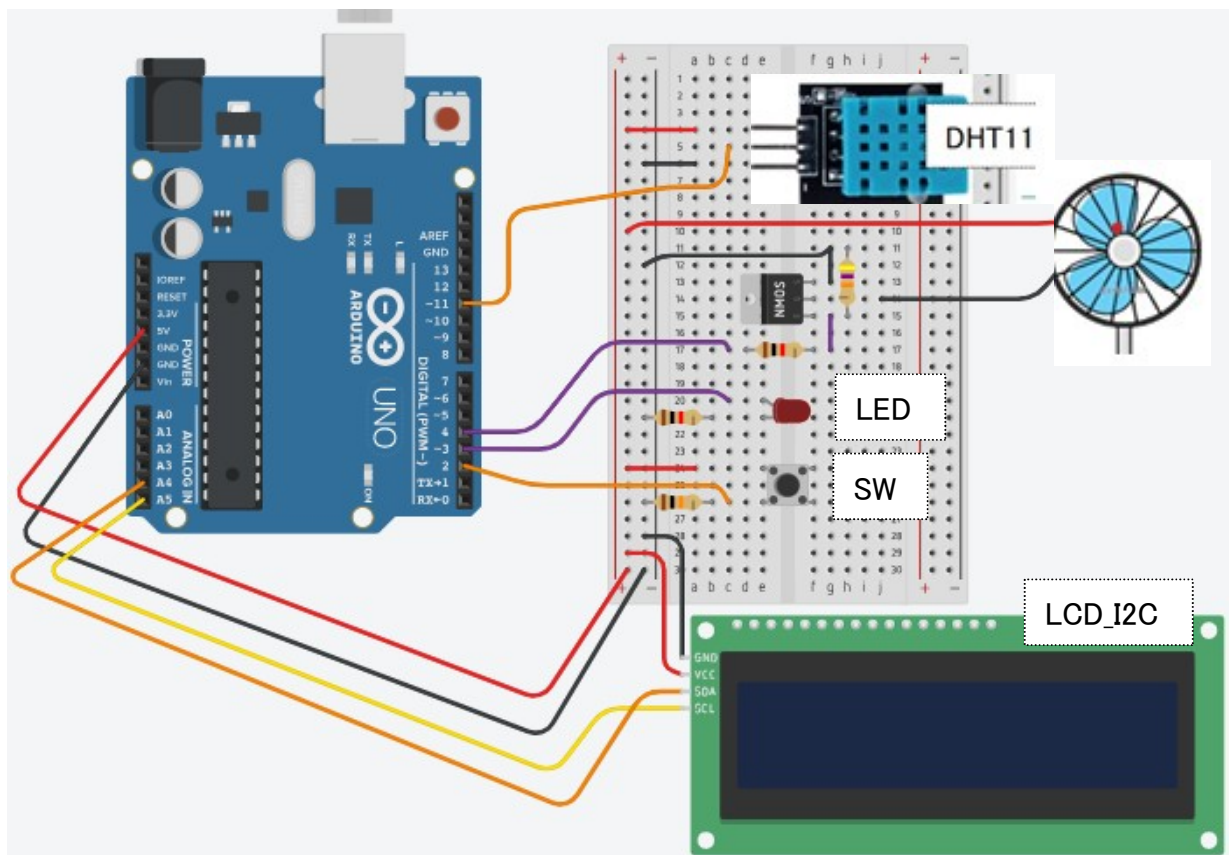 AREF
GND
13
12
~11
~10
~9
8
7
~6
~5
4
~3
2
TX→1
RX←0
DIGITAL (PWM~)
RX
TX
L
ON
ARDUINO
UNO
IOREF
RESET
3.3V
5V
GND
GND
Vin
POWER
A0
A1
A2
A3
A4
A5
ANALOG IN
+ − a b c d e f g h i j + −
DHT11
NMOS
LED
SW
LCD_I2C
GND
VCC
SDA
SCL
+ − a b c d e f g h i j + −